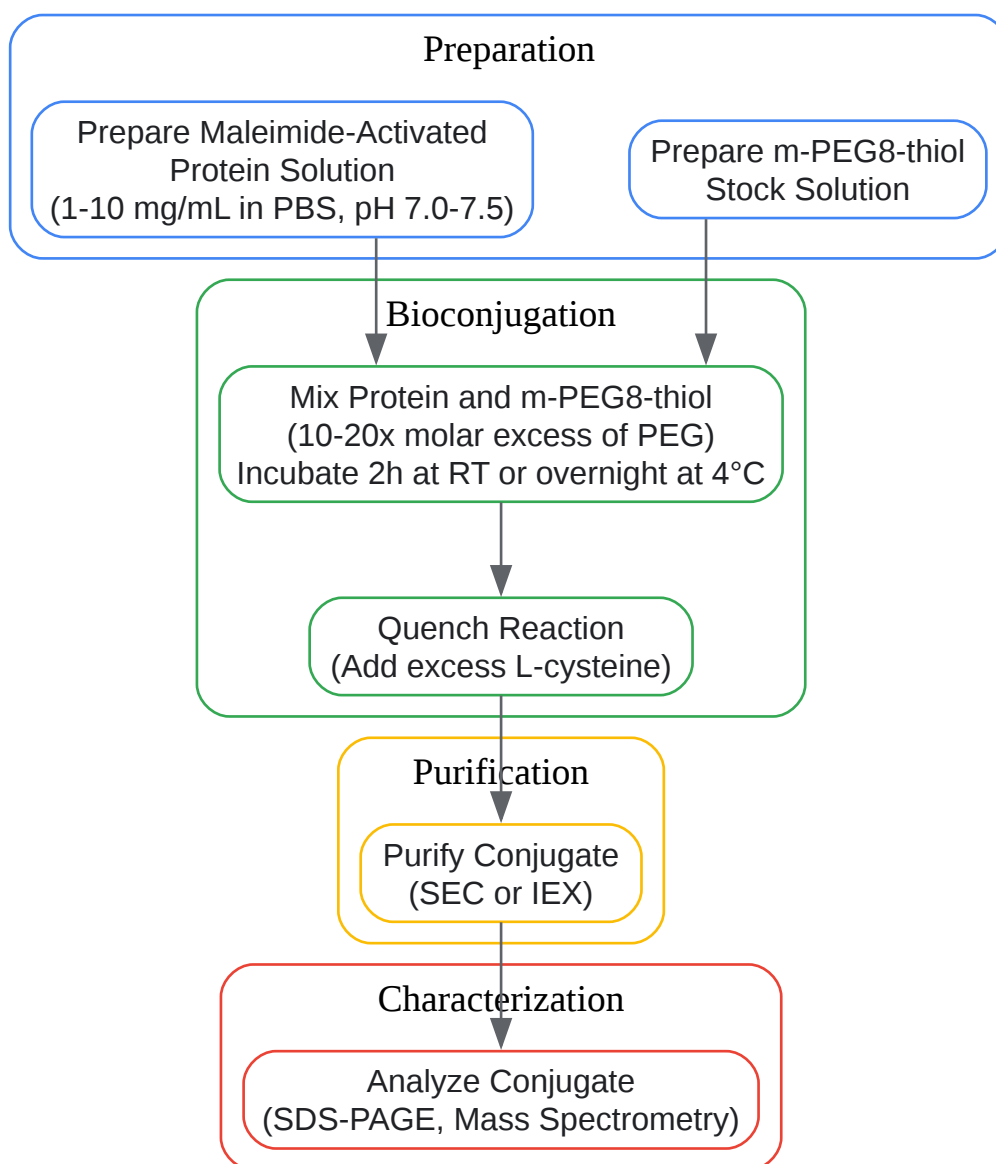 Preparation
Prepare Maleimide-Activated
Protein Solution
(1-10 mg/mL in PBS, pH 7.0-7.5)
Prepare m-PEG8-thiol
Stock Solution
Bioconjugation
Mix Protein and m-PEG8-thiol
(10-20x molar excess of PEG)
Incubate 2h at RT or overnight at 4°C
Quench Reaction
(Add excess L-cysteine)
Purification
Purify Conjugate
(SEC or IEX)
Characterization
Analyze Conjugate
(SDS-PAGE, Mass Spectrometry)